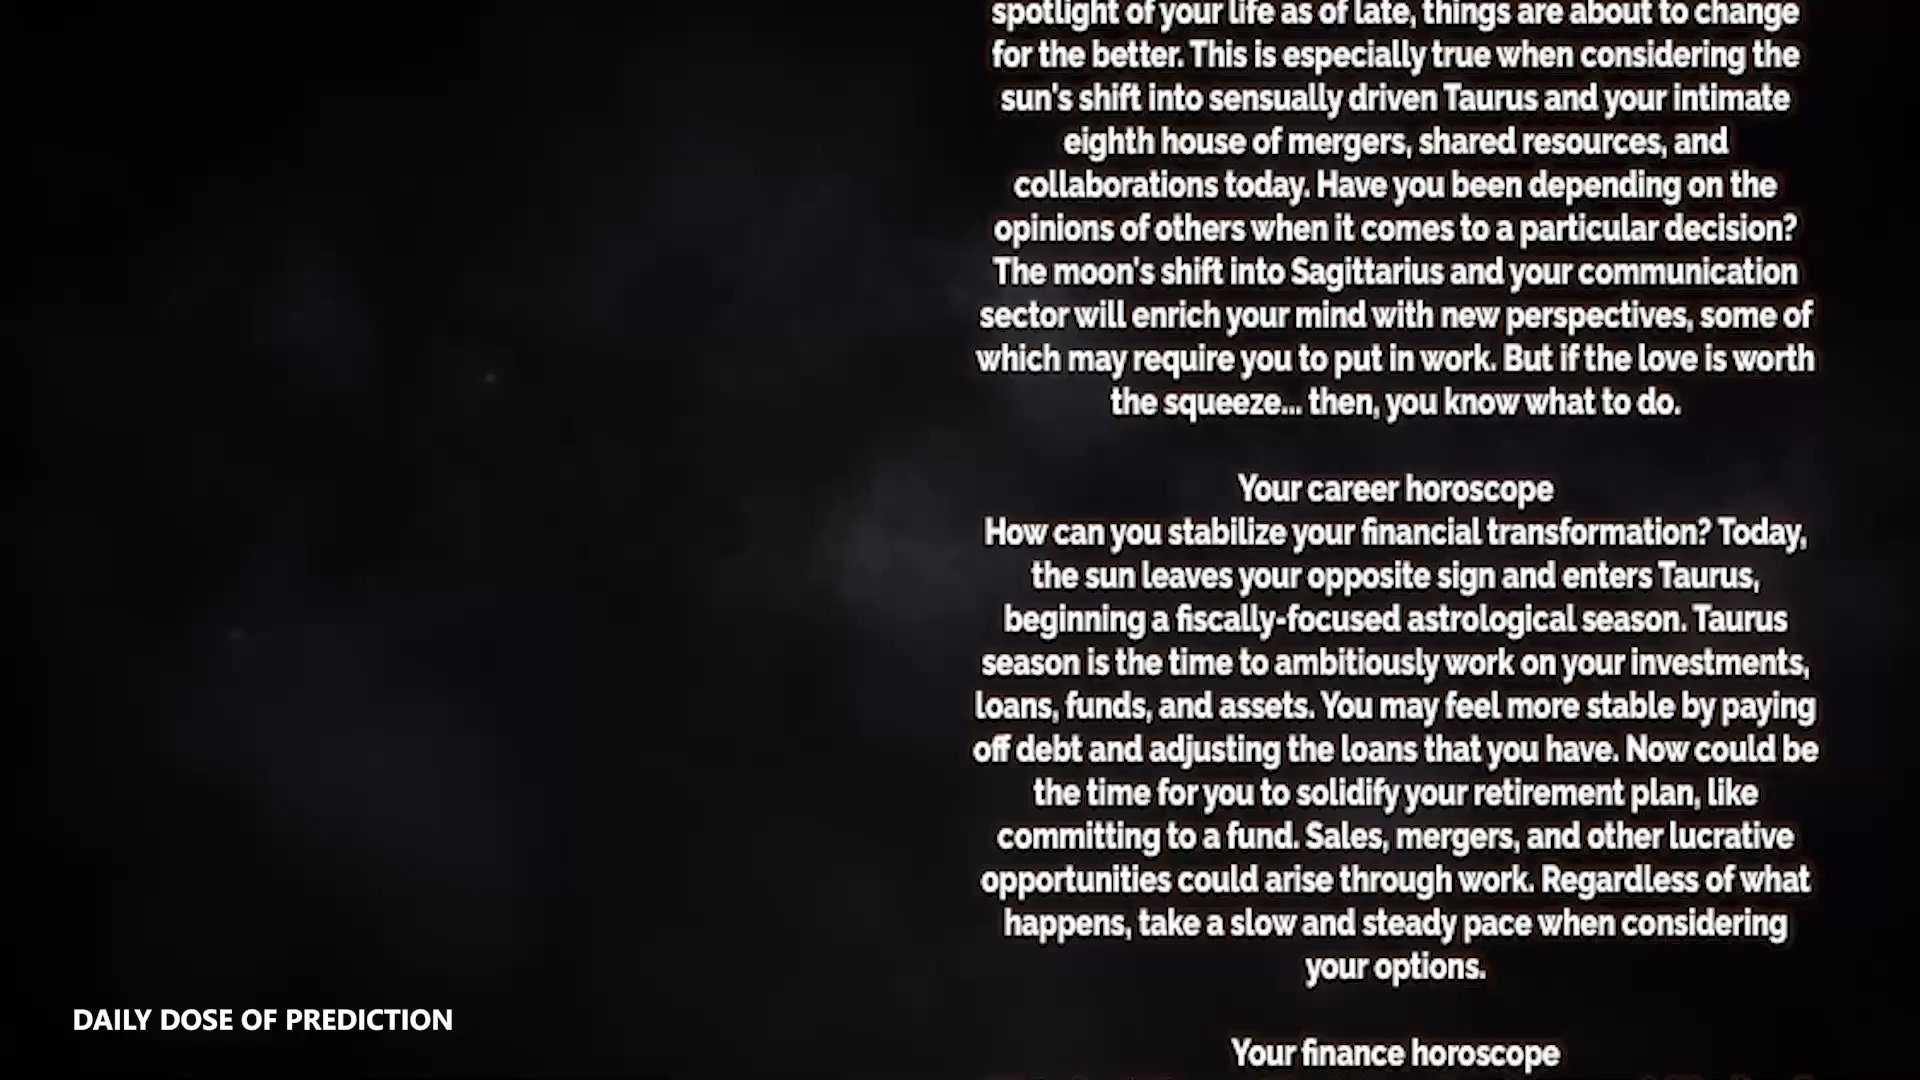 spotlight of your life as of late, things are about to change
for the better. This is especially true when considering the
sun's shift into sensually driven Taurus and your intimate
eighth house of mergers, shared resources, and
collaborations today. Have you been depending on the
opinions of others when it comes to a particular decision?
The moon's shift into Sagittarius and your communication
sector will enrich your mind with new perspectives, some of
which may require you to put in work. But if the love is worth
the squeeze... then, you know what to do.
Your career horoscope
How can you stabilize your financial transformation? Today,
the sun leaves your opposite sign and enters Taurus,
beginning a fiscally-focused astrological season. Taurus
season is the time to ambitiously work on your investments,
loans, funds, and assets. You may feel more stable by paying
off debt and adjusting the loans that you have. Now could be
the time for you to solidify your retirement plan, like
committing to a fund. Sales, mergers, and other lucrative
opportunities could arise through work. Regardless of what
happens, take a slow and steady pace when considering
your options.
Your finance horoscope
DAILY DOSE OF PREDICTION